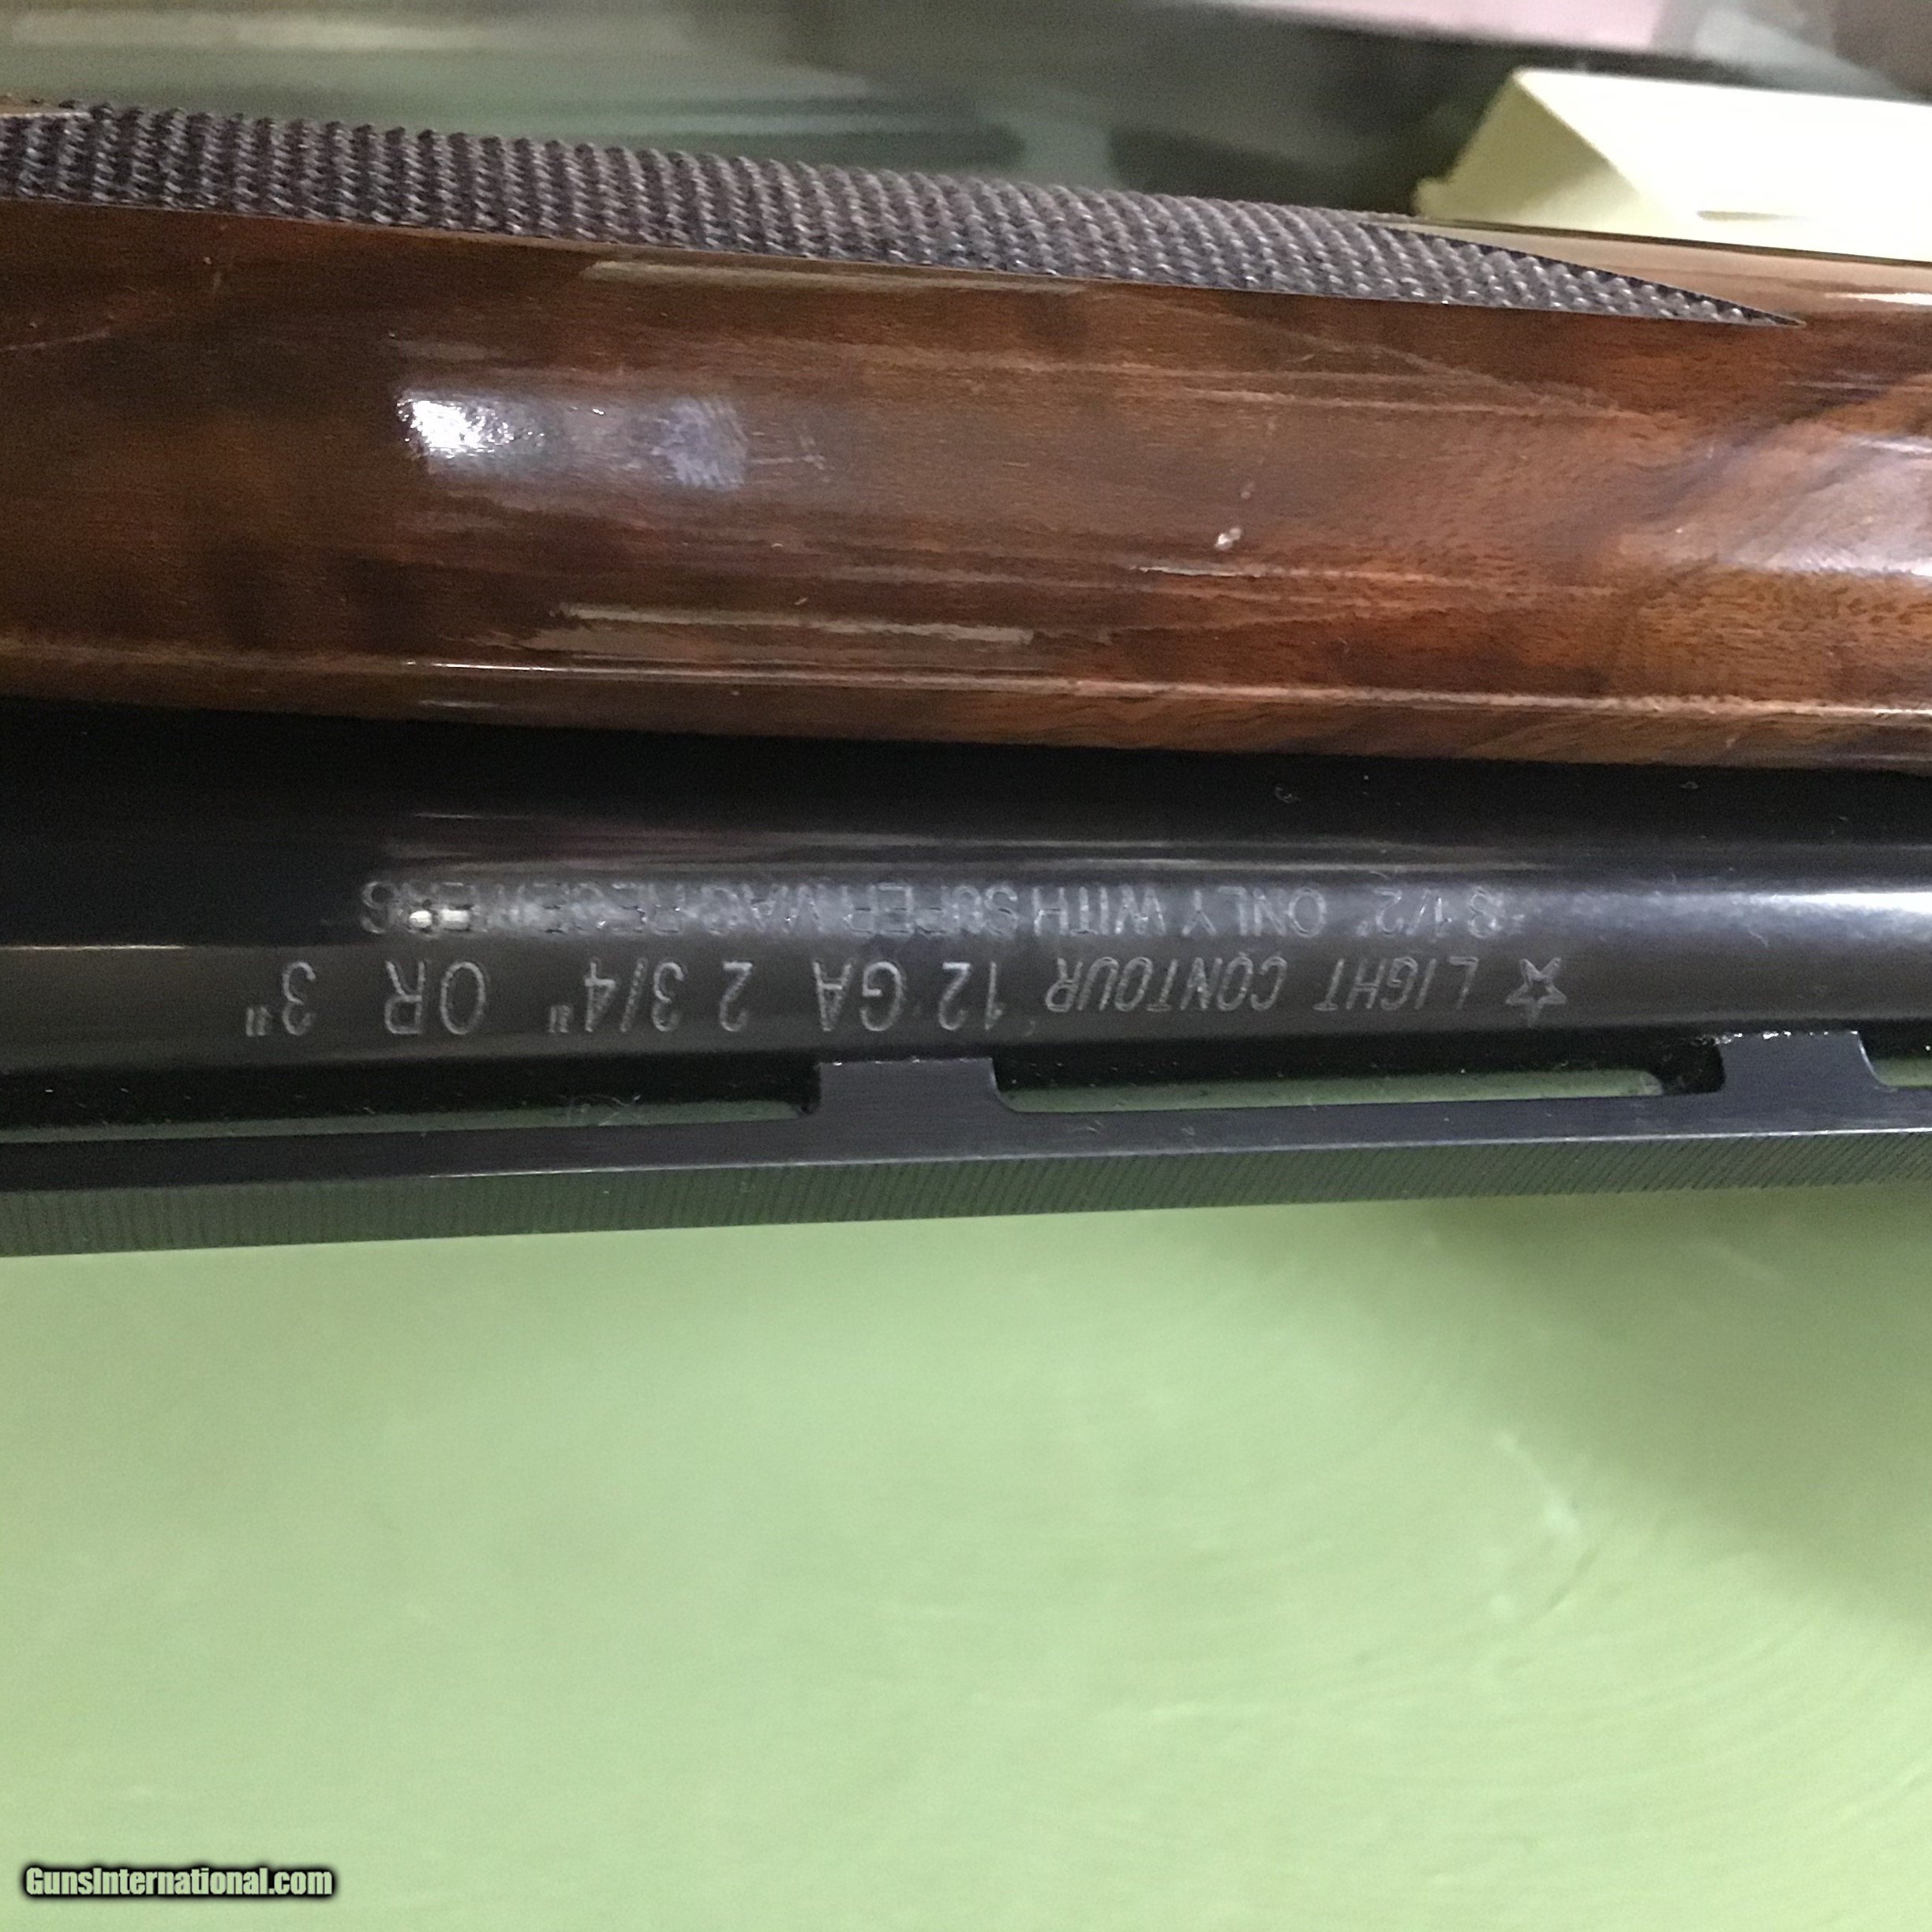 ☆ LIGHT CONTOUR 12 GA 2 3/4" OR 3"
3 1/2" ONLY WITH SUPER MAG RECEIVERS
GunsInternational.com